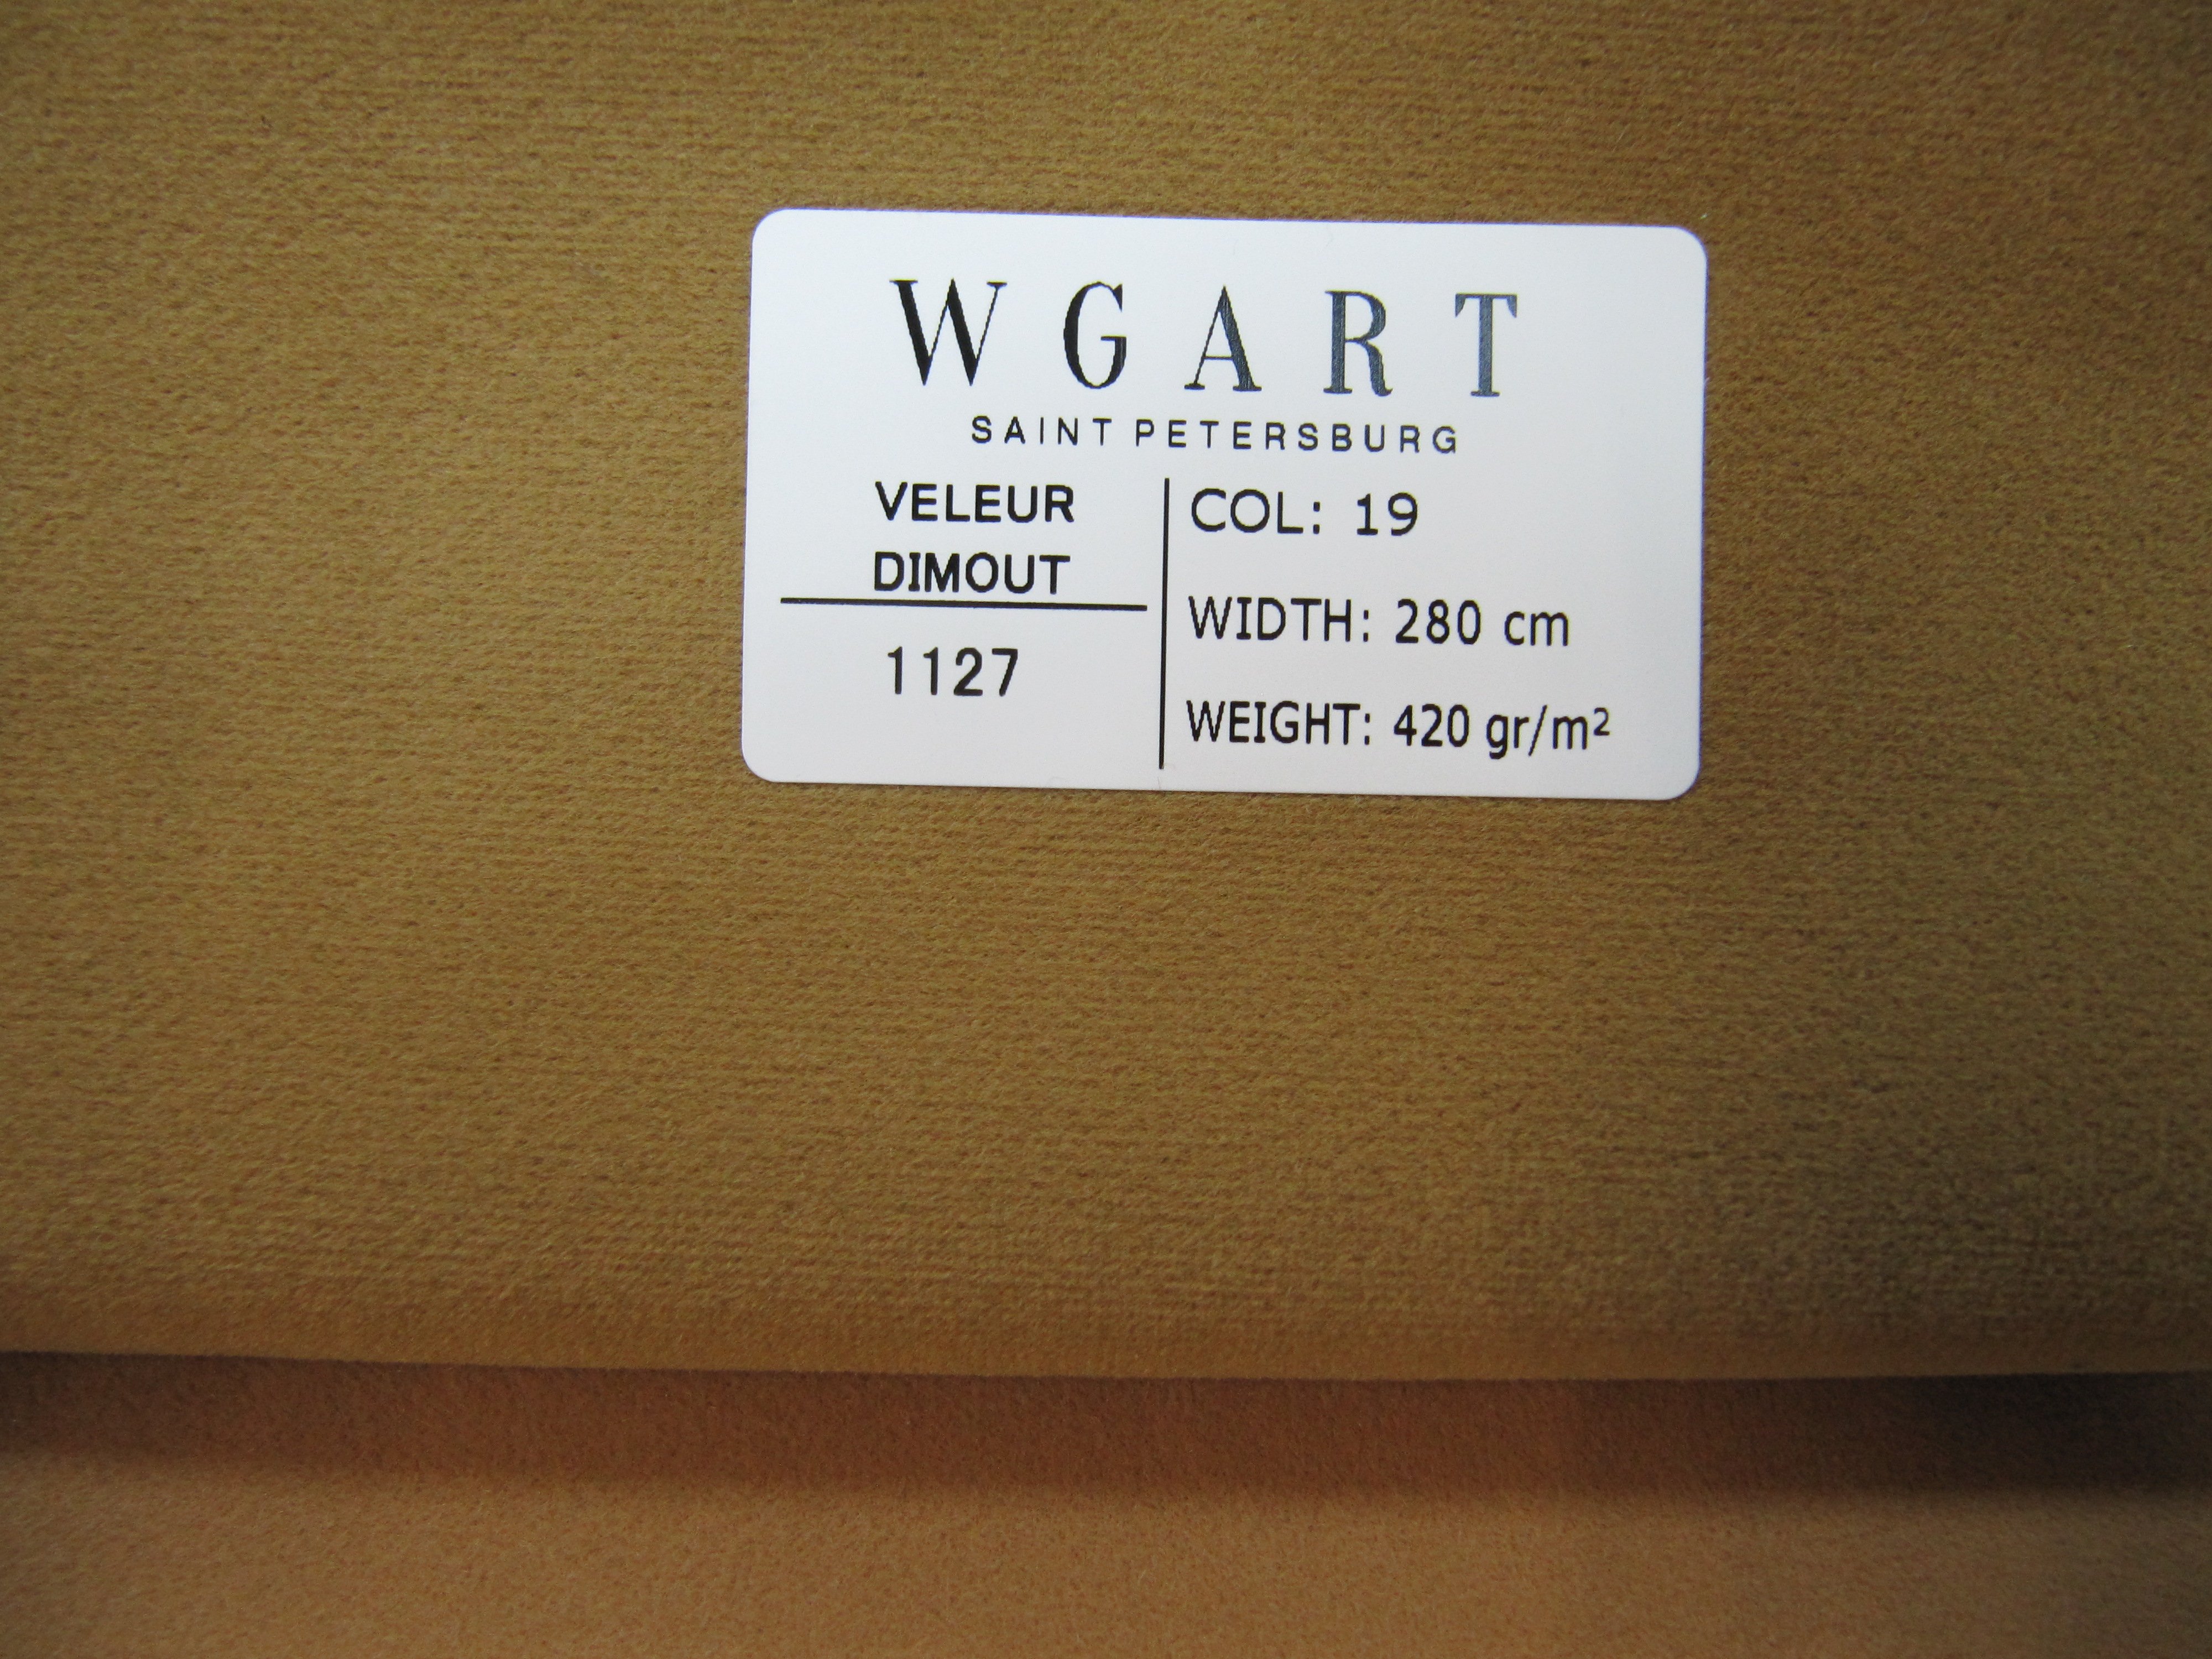 WGART
SAINT PETERSBURG
VELEUR
DIMOUT
1127
COL: 19
WIDTH: 280 cm
WEIGHT: 420 gr/m²